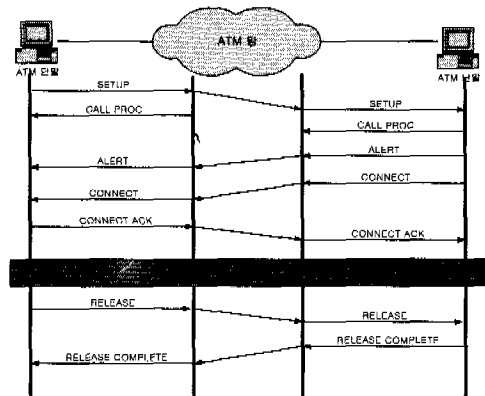 ATM 망
ATM 단말
ATM 단말
SETUP
SETUP
CALL PROC
CALL PROC
ALERT
ALERT
CONNECT
CONNECT
CONNECT ACK
CONNECT ACK
RELEASE
RELEASE
RELEASE COMPLETE
RELEASE COMPLETE